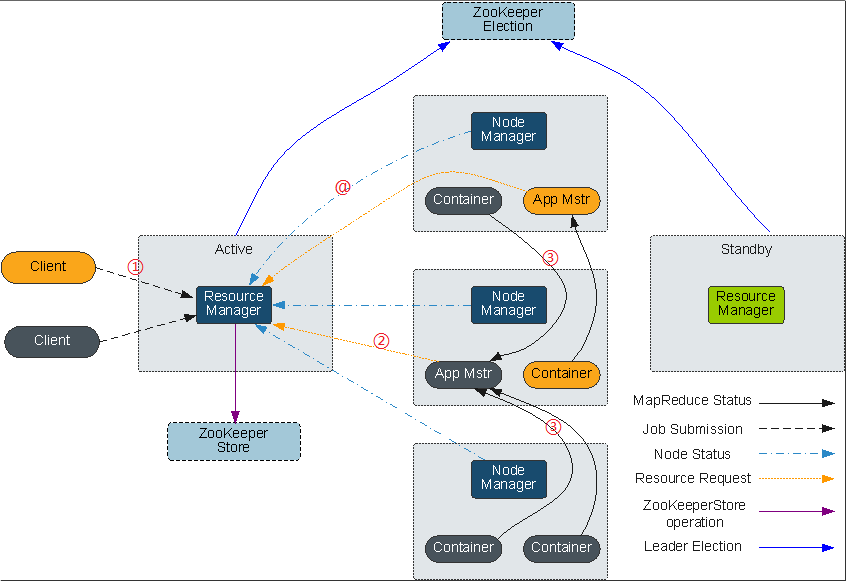 ZooKeeper
Election
Node
Manager
@
Container
App Mstr
Active
Standby
Client
①
③
Resource
Manager
Node
Manager
Resource
Manager
Client
②
App Mstr
Container
MapReduce Status
ZooKeeper
Store
③
Job Submission
Node Status
Node
Manager
Resource Request
ZooKeeperStore
operation
Container
Container
Leader Election